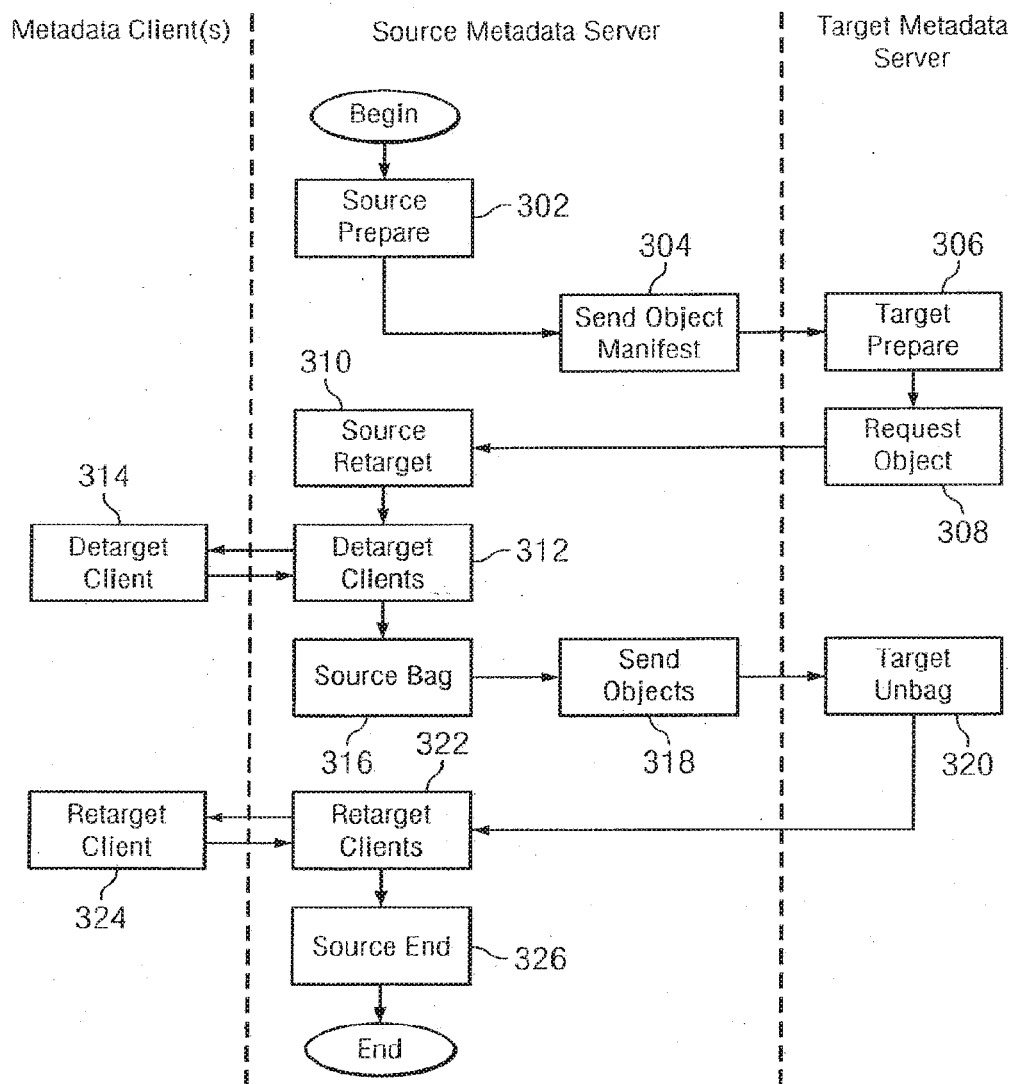 Metadata Client(s)
Source Metadata Server
Target Metadata
Server
Begin
Source
Prepare
302
304
306
Send Object
Manifest
Target
Prepare
310
Source
Retarget
Request
Object
308
314
Detarget
Client
Detarget
Clients
312
Source Bag
316
Send
Objects
318
Target
Unbag
320
322
Retarget
Client
324
Retarget
Clients
Source End
326
End